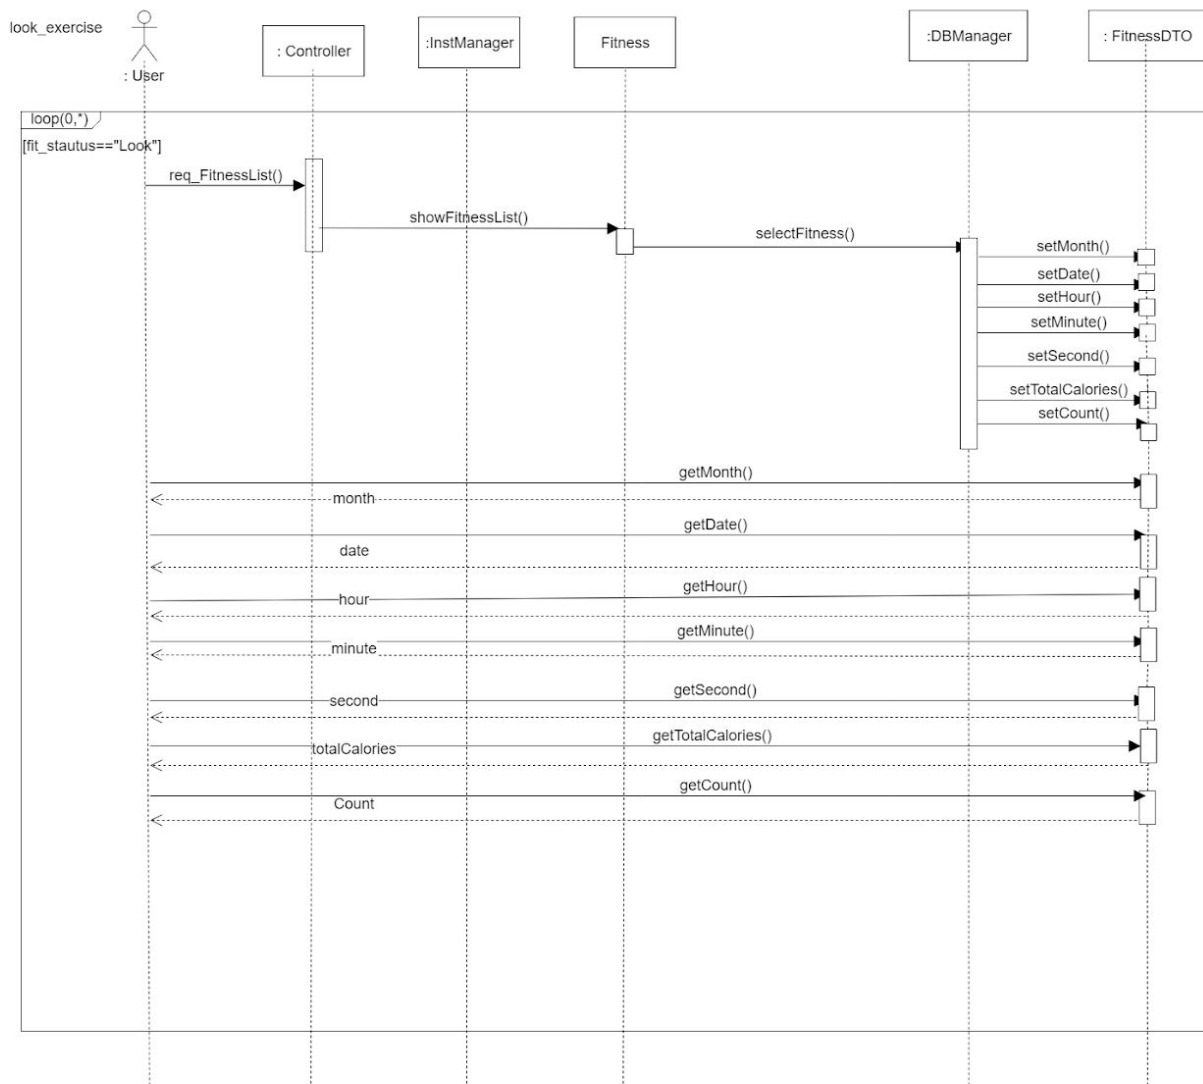 look_exercise
: User
: Controller
:InstManager
Fitness
:DBManager
: FitnessDTO
loop(0,*)
[fit_stautus=="Look"]
req_FitnessList()
showFitnessList()
selectFitness()
setMonth()
setDate()
setHour()
setMinute()
setSecond()
setTotalCalories()
setCount()
getMonth()
month
getDate()
date
getHour()
hour
getMinute()
minute
getSecond()
second
getTotalCalories()
totalCalories
getCount()
Count